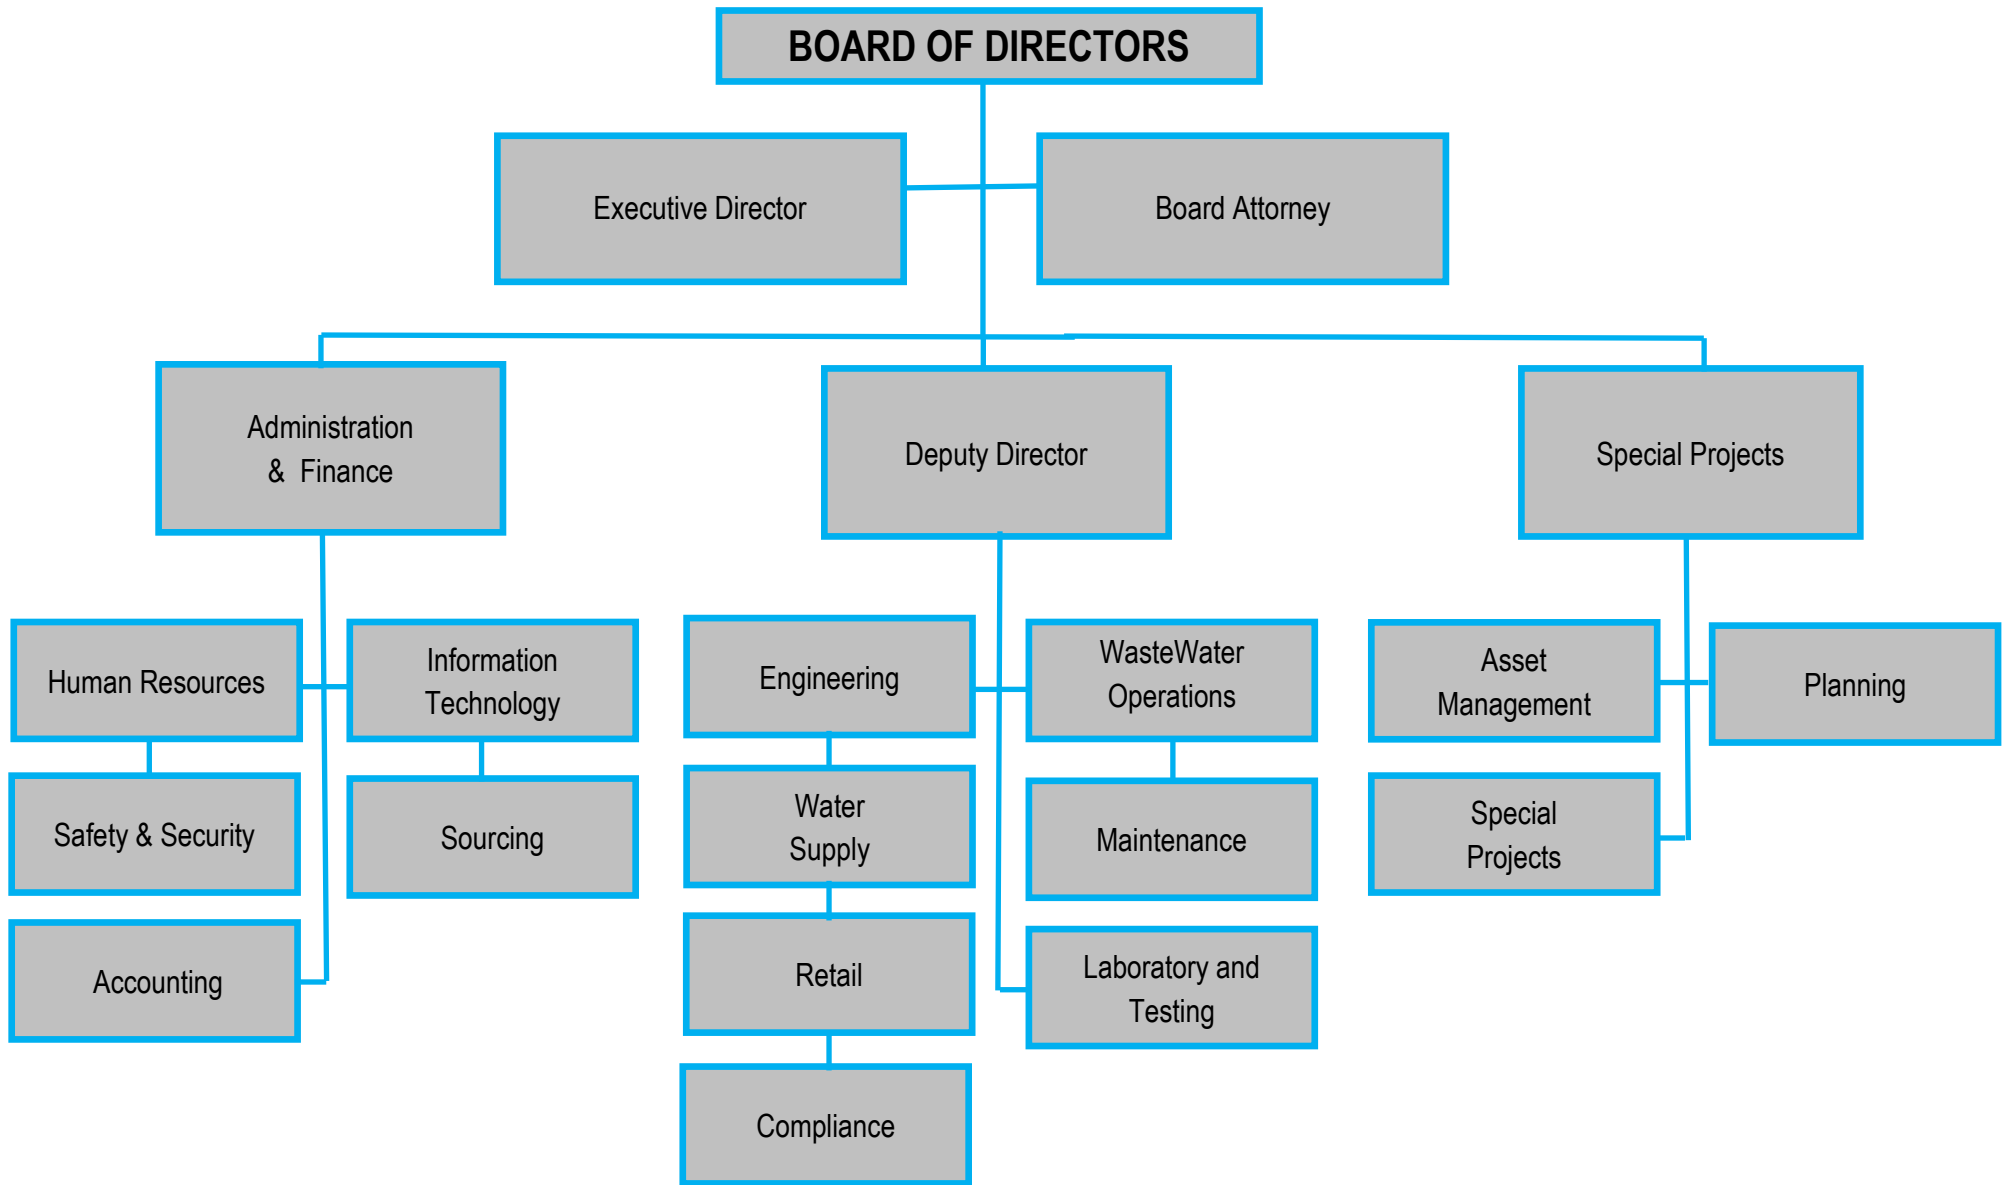 BOARD OF DIRECTORS
Executive Director
Board Attorney
Administration
& Finance
Deputy Director
Special Projects
Human Resources
Information
Technology
Engineering
WasteWater
Operations
Asset
Management
Planning
Safety & Security
Sourcing
Water
Supply
Maintenance
Special
Projects
Accounting
Retail
Laboratory and
Testing
Compliance